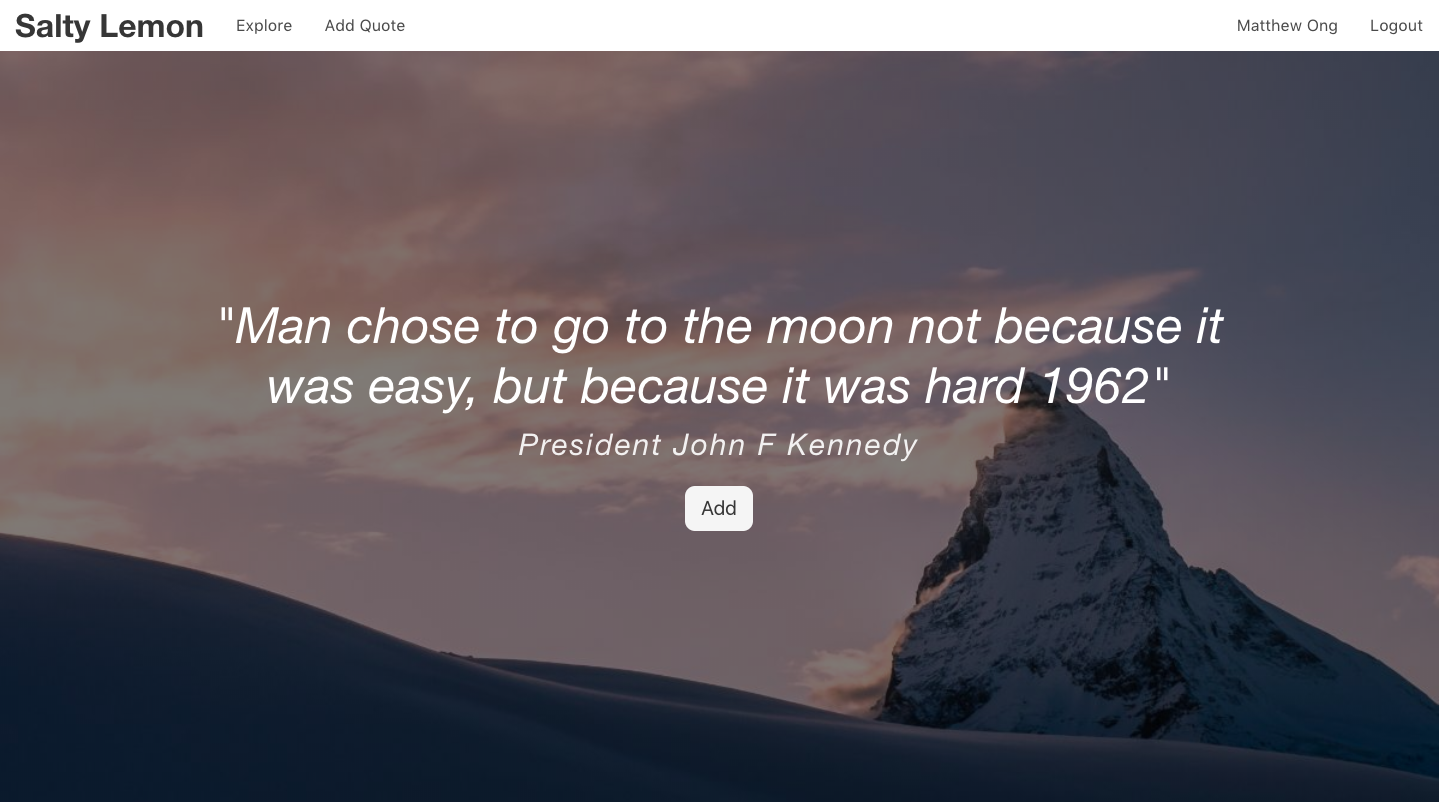 Salty Lemon Explore Add Quote Matthew Ong Logout
"Man chose to go to the moon not because it
was easy, but because it was hard 1962"
President John F Kennedy
Add